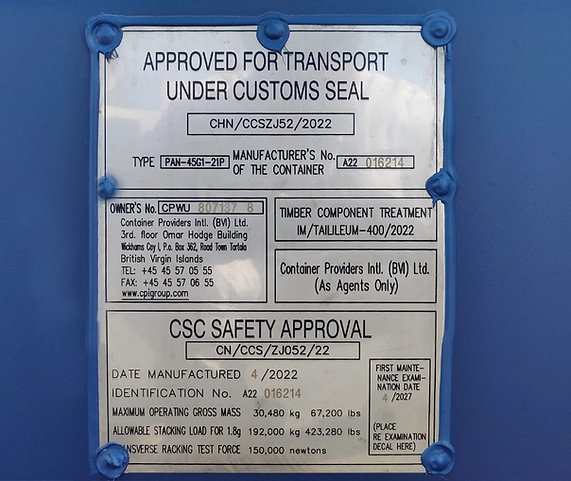 APPROVED FOR TRANSPORT
UNDER CUSTOMS SEAL
CHN/CCSZJ52/2022
TYPE PAN-45G1-21P MANUFACTURER'S No. OF THE CONTAINER A22 016214
OWNER'S No. CPWU 807137 8
Container Providers Intl. (BVI) Ltd.
3rd. floor Omar Hodge Building
Wickhams Cay I, P.o. Box 362, Road Town Tortola
British Virgin Islands
TEL: +45 45 57 05 55
FAX: +45 45 57 06 55
www.cpigroup.com
TIMBER COMPONENT TREATMENT
IM/TAILILEUM-400/2022
Container Providers Intl. (BVI) Ltd.
(As Agents Only)
CSC SAFETY APPROVAL
CN/CCS/ZJ052/22
DATE MANUFACTURED 4/2022
IDENTIFICATION No. A22 016214
MAXIMUM OPERATING GROSS MASS 30,480 kg 67,200 lbs
ALLOWABLE STACKING LOAD FOR 1.8g 192,000 kg 423,280 lbs
ANSVERSE RACKING TEST FORCE 150,000 newtons
FIRST MAINTE-
NANCE EXAMI-
NATION DATE
4/2027
(PLACE
RE EXAMINATION
DECAL HERE)